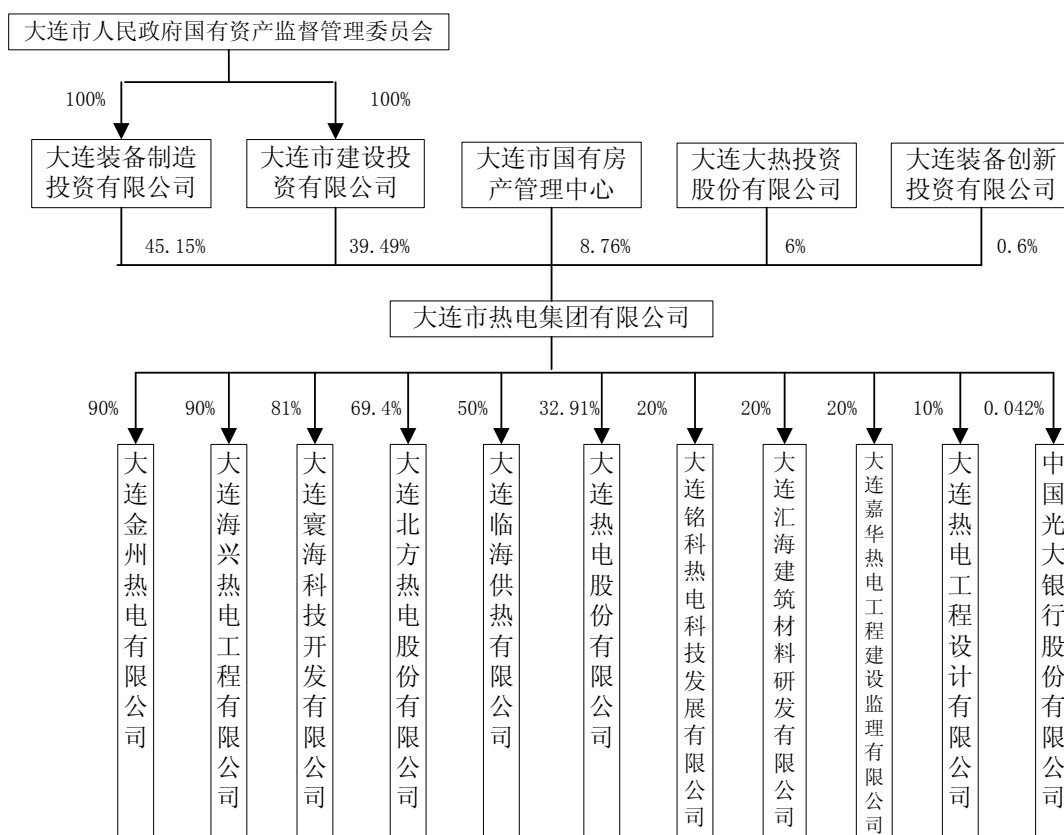 大连市人民政府国有资产监督管理委员会
100%
100%
大连装备制造
投资有限公司
大连市建设投
资有限公司
大连市国有房
产管理中心
大连大热投资
股份有限公司
大连装备创新
投资有限公司
45.15%
39.49%
8.76%
6%
0.6%
大连市热电集团有限公司
90%
90%
81%
69.4%
50%
32.91%
20%
20%
20%
10%
0.042%
大连金州热电有限公司
大连海兴热电工程有限公司
大连寰海科技开发有限公司
大连北方热电股份有限公司
大连临海供热有限公司
大连热电股份有限公司
大连铭科热电科技发展有限公司
大连汇海建筑材料研发有限公司
大连嘉华热电工程建设监理有限公司
大连热电工程设计有限公司
中国光大银行股份有限公司